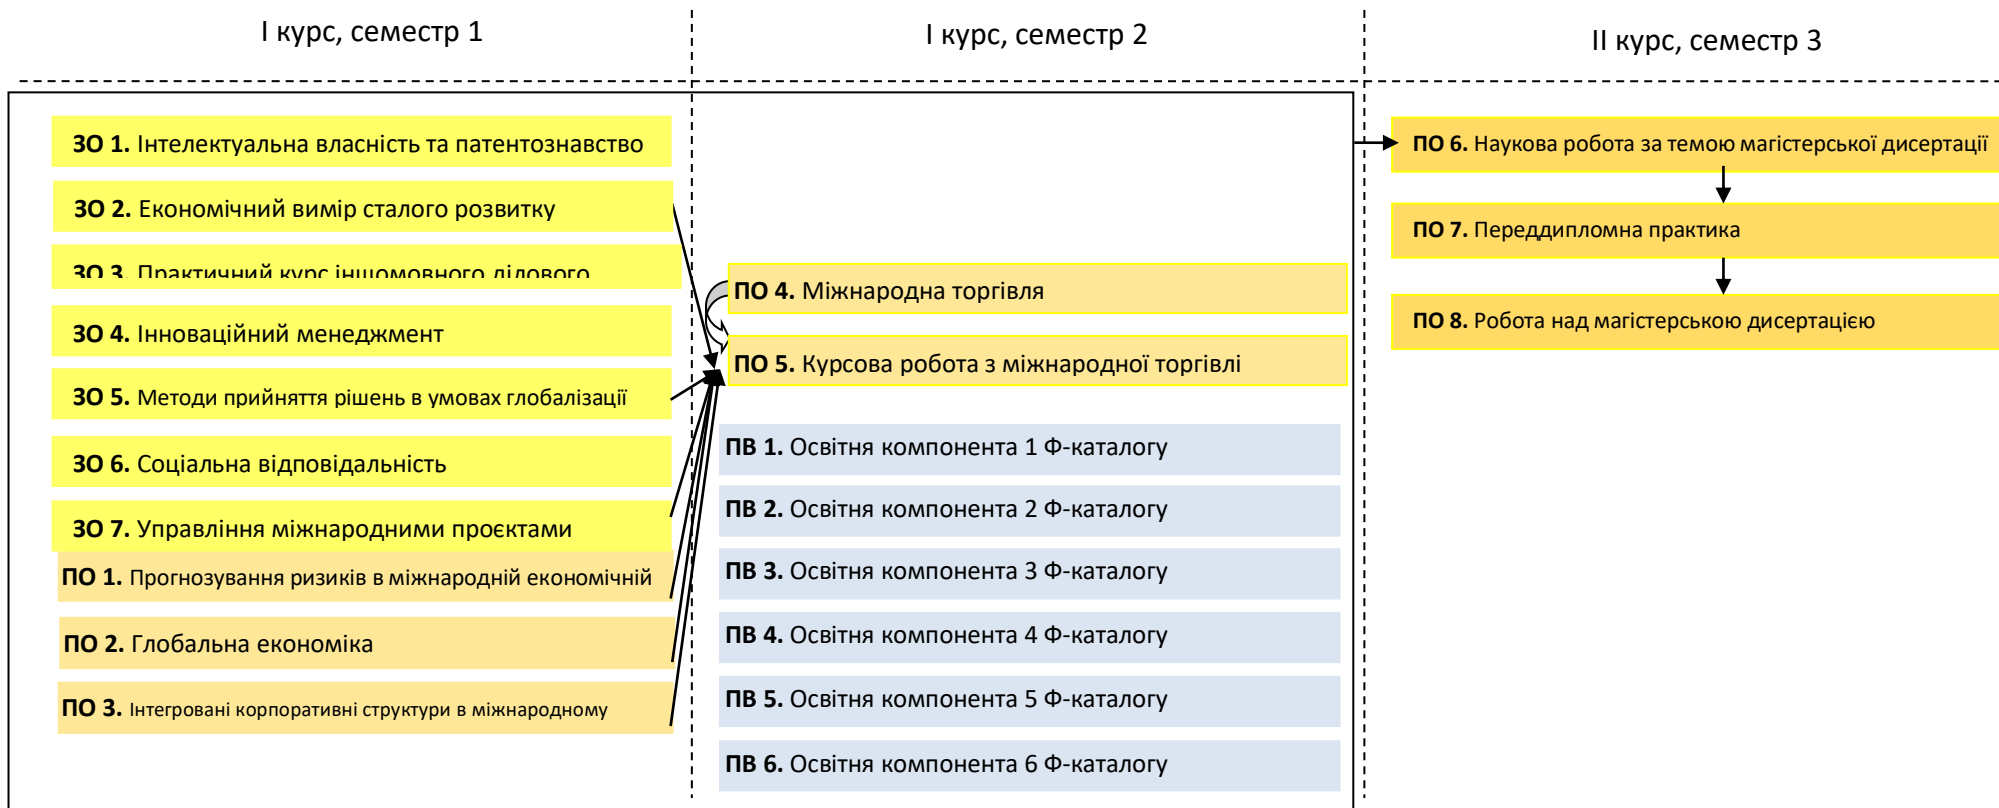 І курс, семестр 1
І курс, семестр 2
ІІ курс, семестр 3
ЗО 1. Інтелектуальна власність та патентознавство
ЗО 2. Економічний вимір сталого розвитку
ЗО 3. Практичний курс іншомовного ділового
ЗО 4. Інноваційний менеджмент
ЗО 5. Методи прийняття рішень в умовах глобалізації
ЗО 6. Соціальна відповідальність
ЗО 7. Управління міжнародними проєктами
ПО 1. Прогнозування ризиків в міжнародній економічній
ПО 2. Глобальна економіка
ПО 3. Інтегровані корпоративні структури в міжнародному
ПО 4. Міжнародна торгівля
ПО 5. Курсова робота з міжнародної торгівлі
ПВ 1. Освітня компонента 1 Ф-каталогу
ПВ 2. Освітня компонента 2 Ф-каталогу
ПВ 3. Освітня компонента 3 Ф-каталогу
ПВ 4. Освітня компонента 4 Ф-каталогу
ПВ 5. Освітня компонента 5 Ф-каталогу
ПВ 6. Освітня компонента 6 Ф-каталогу
ПО 6. Наукова робота за темою магістерської дисертації
ПО 7. Переддипломна практика
ПО 8. Робота над магістерською дисертацією